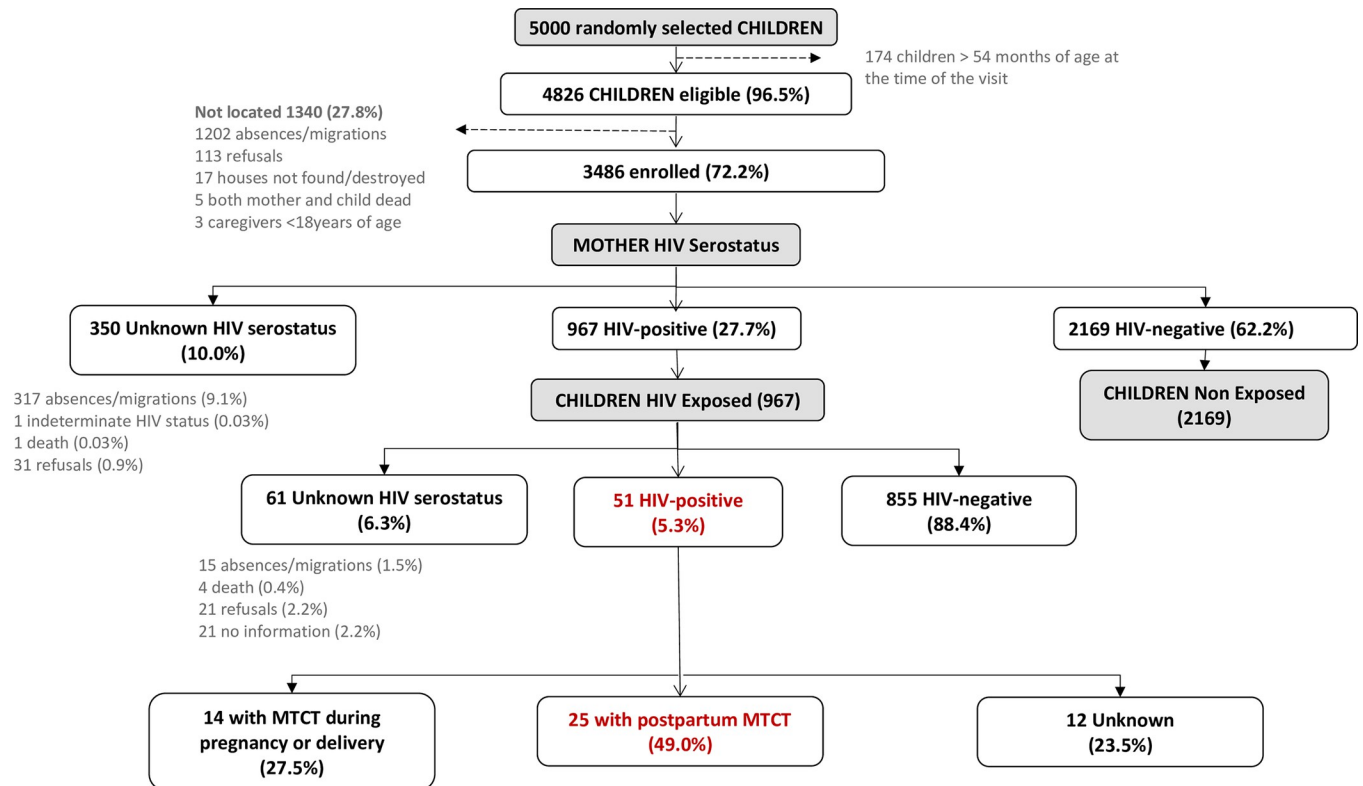 5000 randomly selected CHILDREN
174 children > 54 months of age at
the time of the visit
4826 CHILDREN eligible (96.5%)
Not located 1340 (27.8%)
1202 absences/migrations
113 refusals
17 houses not found/destroyed
5 both mother and child dead
3 caregivers <18years of age
3486 enrolled (72.2%)
MOTHER HIV Serostatus
350 Unknown HIV serostatus
(10.0%)
967 HIV-positive (27.7%)
2169 HIV-negative (62.2%)
317 absences/migrations (9.1%)
1 indeterminate HIV status (0.03%)
1 death (0.03%)
31 refusals (0.9%)
CHILDREN HIV Exposed (967)
CHILDREN Non Exposed
(2169)
61 Unknown HIV serostatus
(6.3%)
51 HIV-positive
(5.3%)
855 HIV-negative
(88.4%)
15 absences/migrations (1.5%)
4 death (0.4%)
21 refusals (2.2%)
21 no information (2.2%)
14 with MTCT during
pregnancy or delivery
(27.5%)
25 with postpartum MTCT
(49.0%)
12 Unknown
(23.5%)